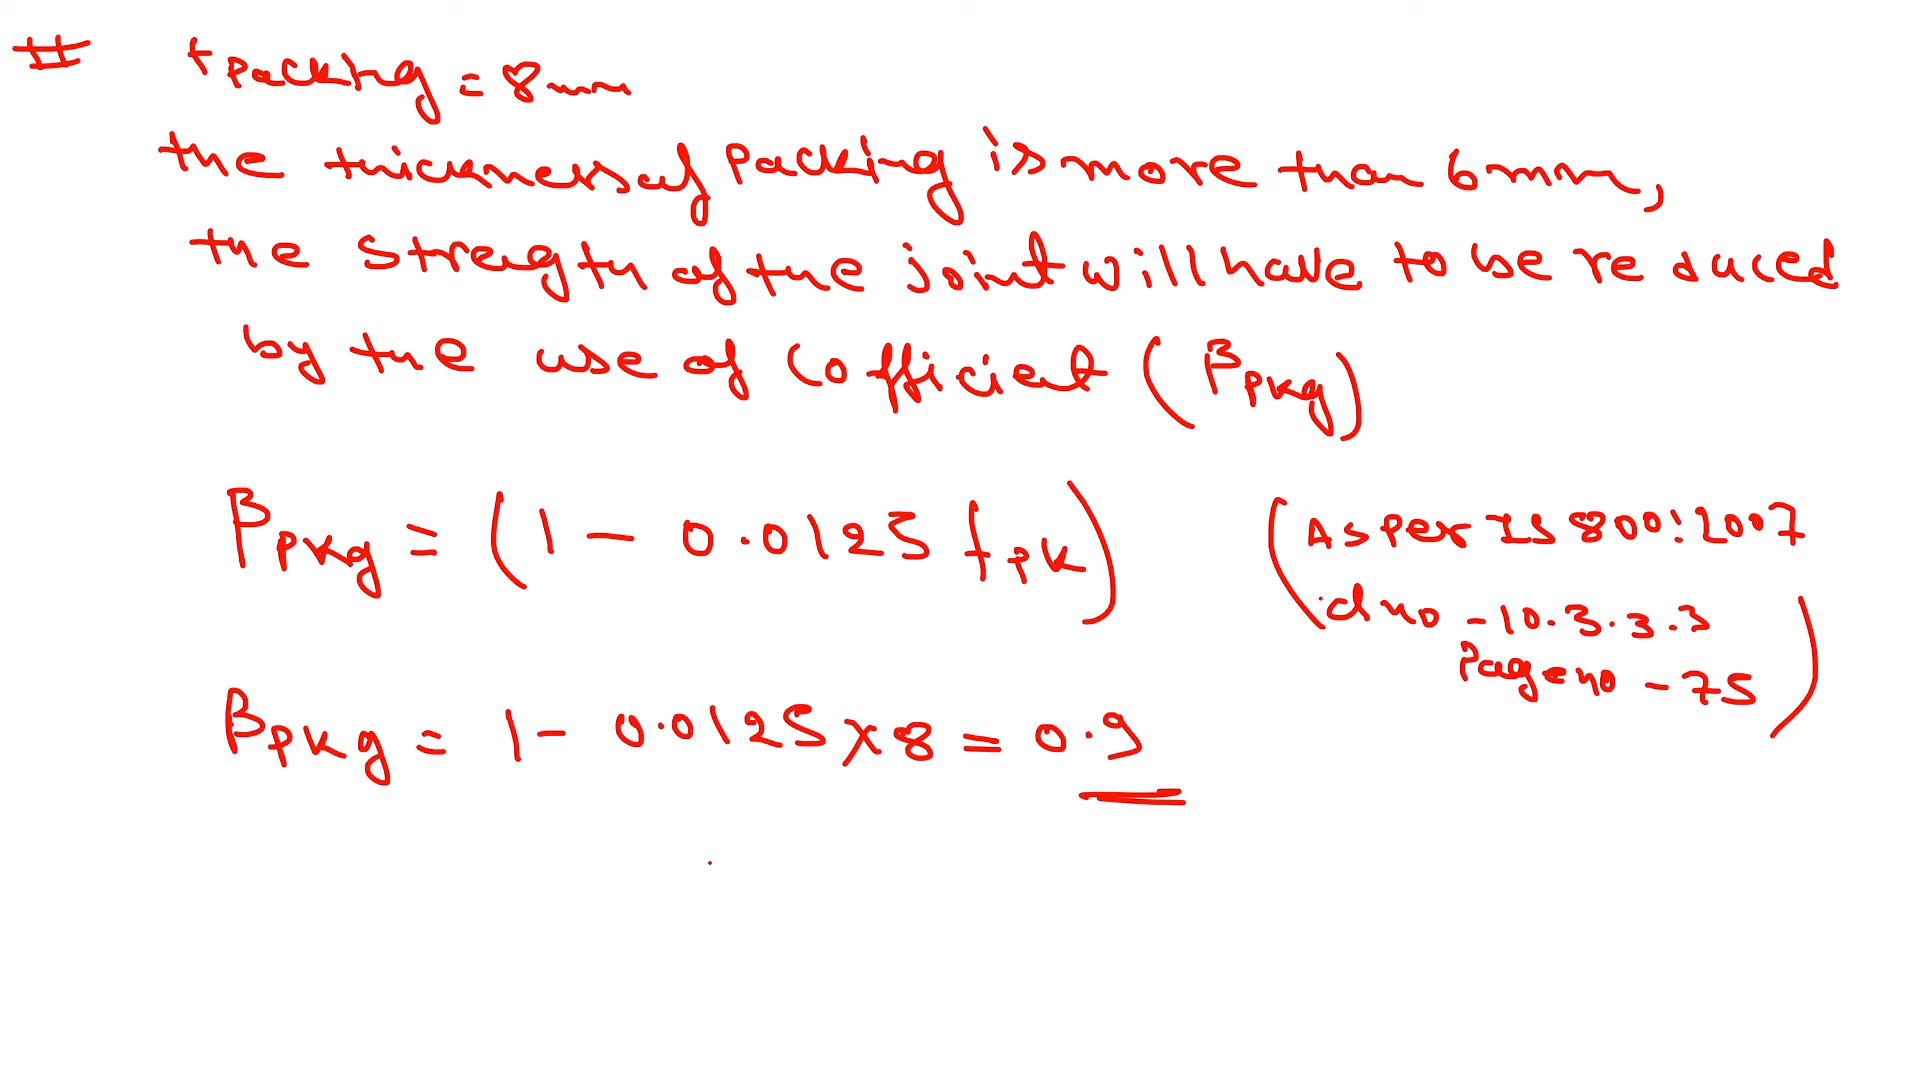 # t packing = 8mm
the thickness of packing is more than 6mm,
the strength of the joint will have to be reduced
by the use of Cofficient (βpkg)
βpkg = (1 - 0.0125 tpk) (As per IS 800:2007
cl no - 10.3.3.3
Page no - 75)
βpkg = 1 - 0.0125 x 8 = 0.9